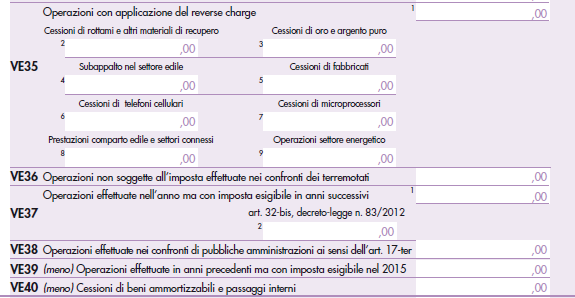 Operazioni con applicazione del reverse charge 1 ,00
Cessioni di rottami e altri materiali di recupero Cessioni di oro e argento puro
2 ,00 3 ,00
VE35 Subappalto nel settore edile Cessioni di fabbricati
4 ,00 5 ,00
Cessioni di telefoni cellulari Cessioni di microprocessori
6 ,00 7 ,00
Prestazioni comparto edile e settori connessi Operazioni settore energetico
8 ,00 9 ,00
VE36 Operazioni non soggette all'imposta effettuate nei confronti dei terremotati ,00
Operazioni effettuate nell'anno ma con imposta esigibile in anni successivi 1 ,00
VE37 art. 32-bis, decreto-legge n. 83/2012
2 ,00
VE38 Operazioni effettuate nei confronti di pubbliche amministrazioni ai sensi dell'art. 17-ter ,00
VE39 (meno) Operazioni effettuate in anni precedenti ma con imposta esigibile nel 2015 ,00
VE40 (meno) Cessioni di beni ammortizzabili e passaggi interni ,00